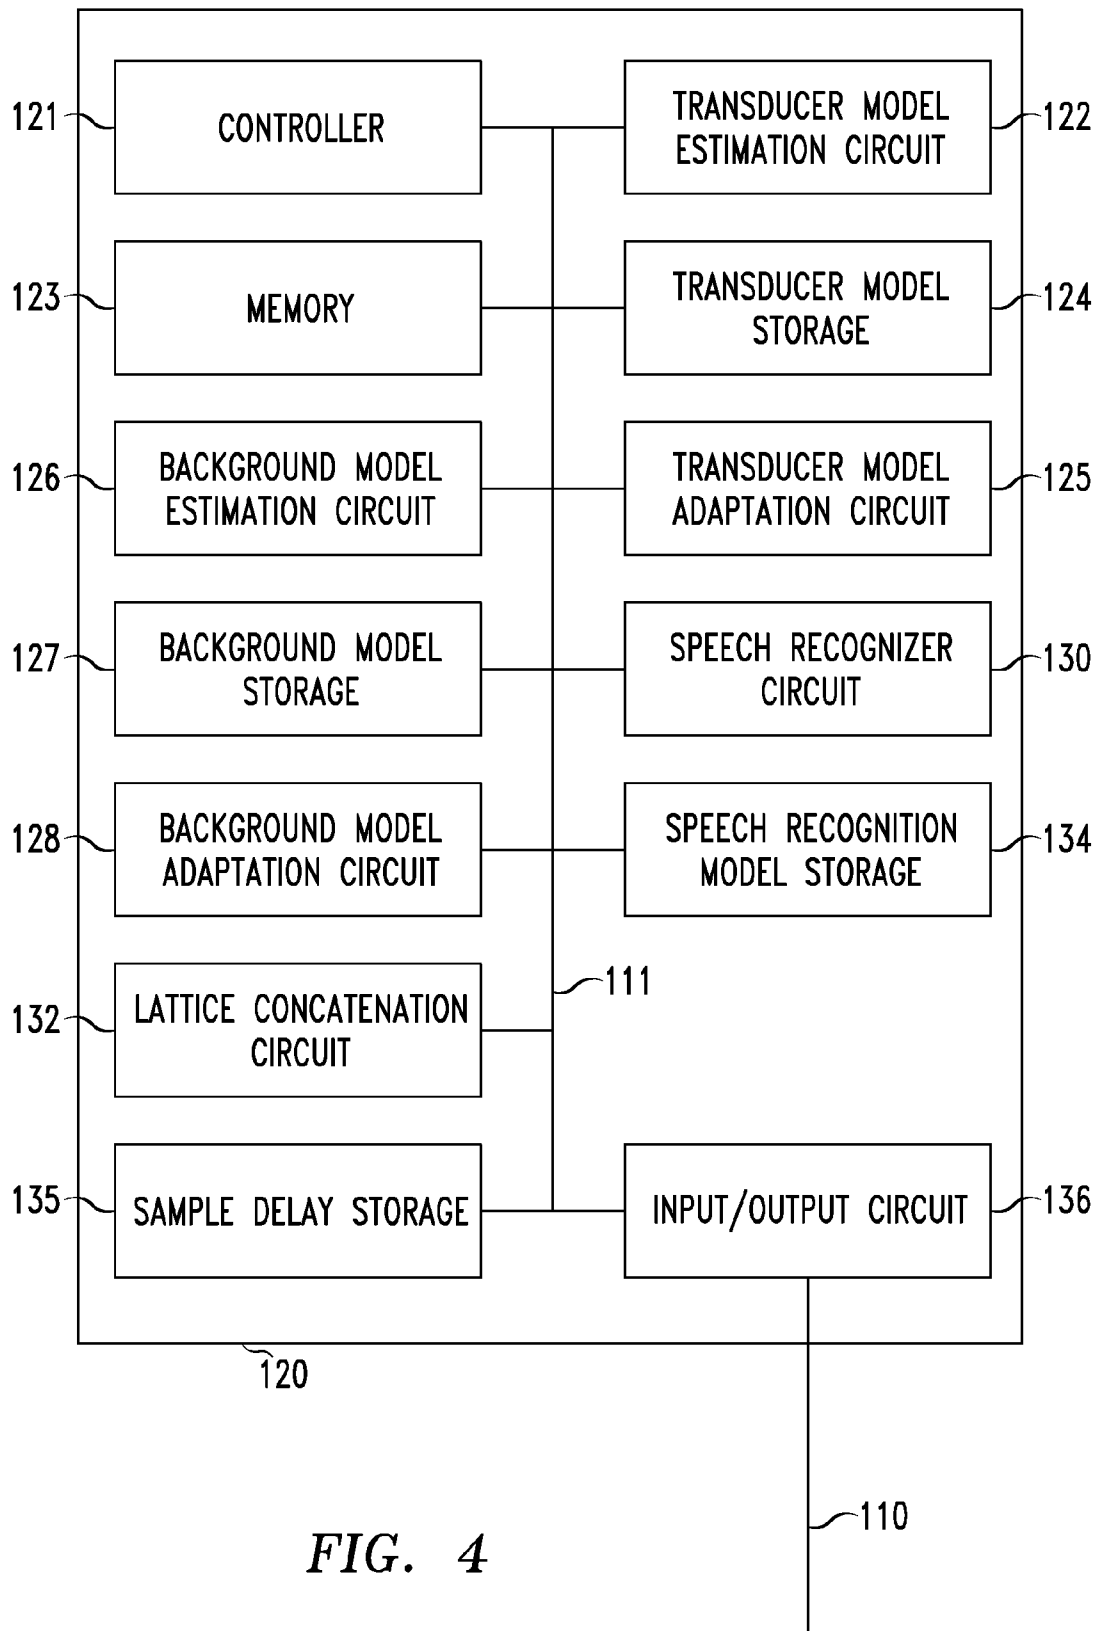 121
CONTROLLER
TRANSDUCER MODEL
ESTIMATION CIRCUIT
122
123
MEMORY
TRANSDUCER MODEL
STORAGE
124
126
BACKGROUND MODEL
ESTIMATION CIRCUIT
TRANSDUCER MODEL
ADAPTATION CIRCUIT
125
127
BACKGROUND MODEL
STORAGE
SPEECH RECOGNIZER
CIRCUIT
130
128
BACKGROUND MODEL
ADAPTATION CIRCUIT
SPEECH RECOGNITION
MODEL STORAGE
134
132
LATTICE CONCATENATION
CIRCUIT
111
135
SAMPLE DELAY STORAGE
INPUT/OUTPUT CIRCUIT
136
120
110
FIG. 4